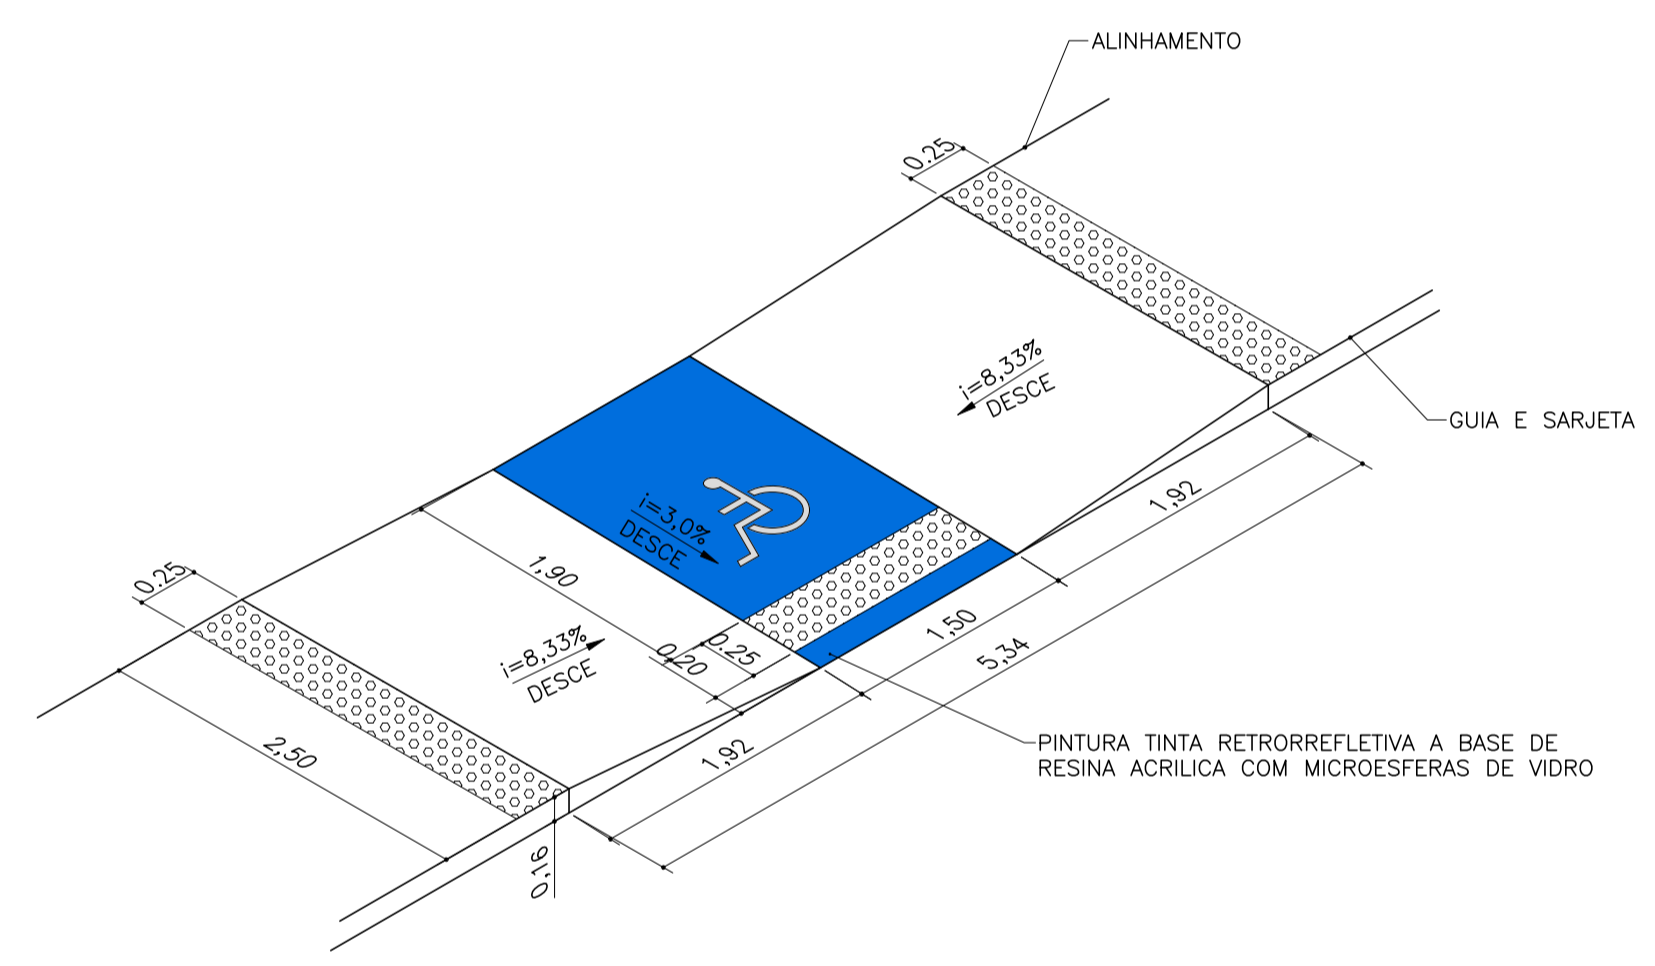 ALINHAMENTO
0.25
i=8,33%
DESCE
GUIA E SARJETA
1,92
i=3,0%
DESCE
1,90
0.25
0.20
0.25
1,50
5,34
i=8,33%
DESCE
2,50
1,92
PINTURA TINTA RETRORREFLETIVA A BASE DE
RESINA ACRILICA COM MICROESFERAS DE VIDRO
0,16